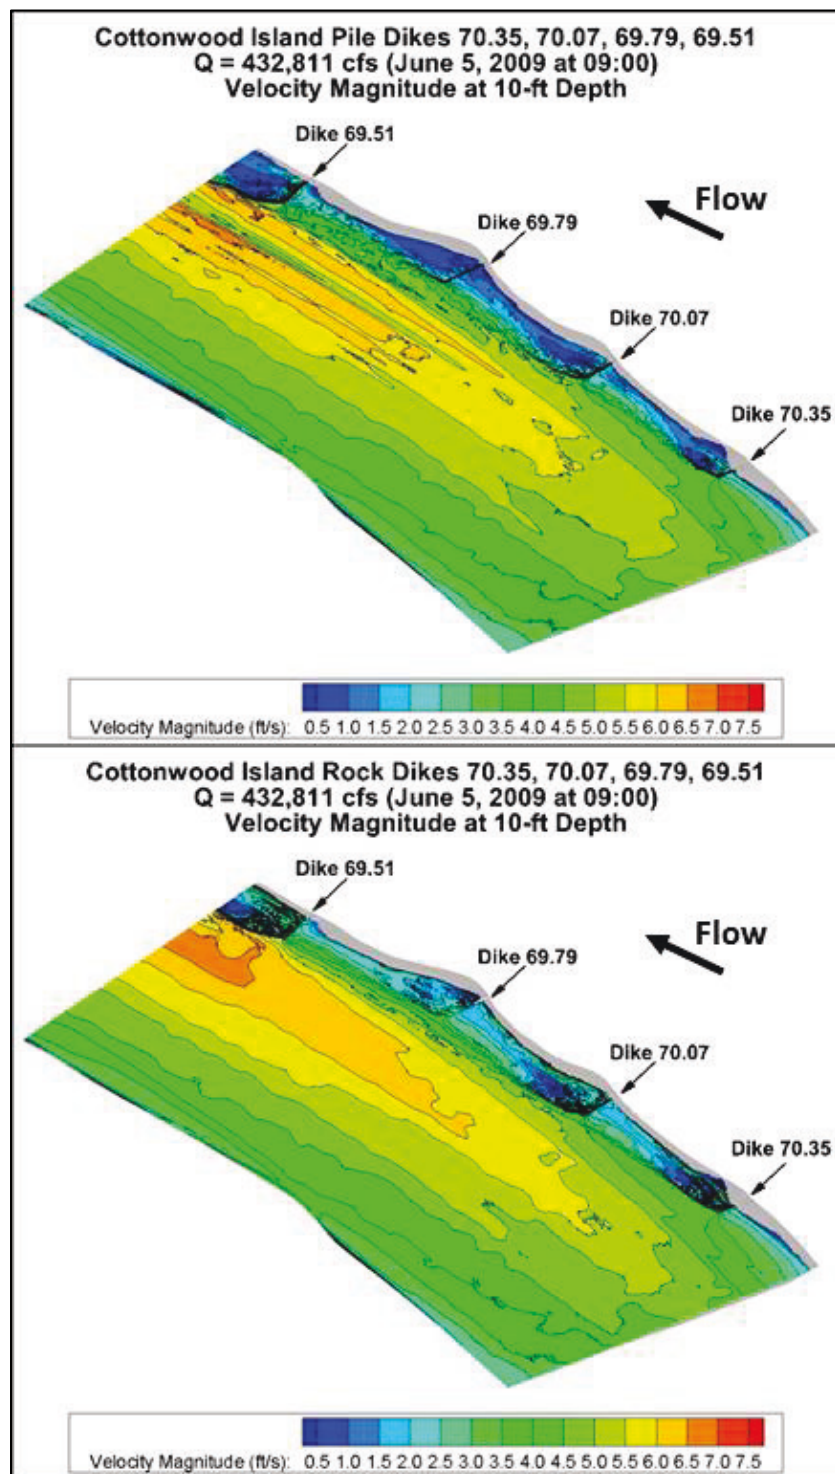 Cottonwood Island Pile Dikes 70.35, 70.07, 69.79, 69.51
Q = 432,811 cfs (June 5, 2009 at 09:00)
Velocity Magnitude at 10-ft Depth
Dike 69.51
Flow
Dike 69.79
Dike 70.07
Dike 70.35
Velocity Magnitude (ft/s): 0.5 1.0 1.5 2.0 2.5 3.0 3.5 4.0 4.5 5.0 5.5 6.0 6.5 7.0 7.5
Cottonwood Island Rock Dikes 70.35, 70.07, 69.79, 69.51
Q = 432,811 cfs (June 5, 2009 at 09:00)
Velocity Magnitude at 10-ft Depth
Dike 69.51
Flow
Dike 69.79
Dike 70.07
Dike 70.35
Velocity Magnitude (ft/s): 0.5 1.0 1.5 2.0 2.5 3.0 3.5 4.0 4.5 5.0 5.5 6.0 6.5 7.0 7.5